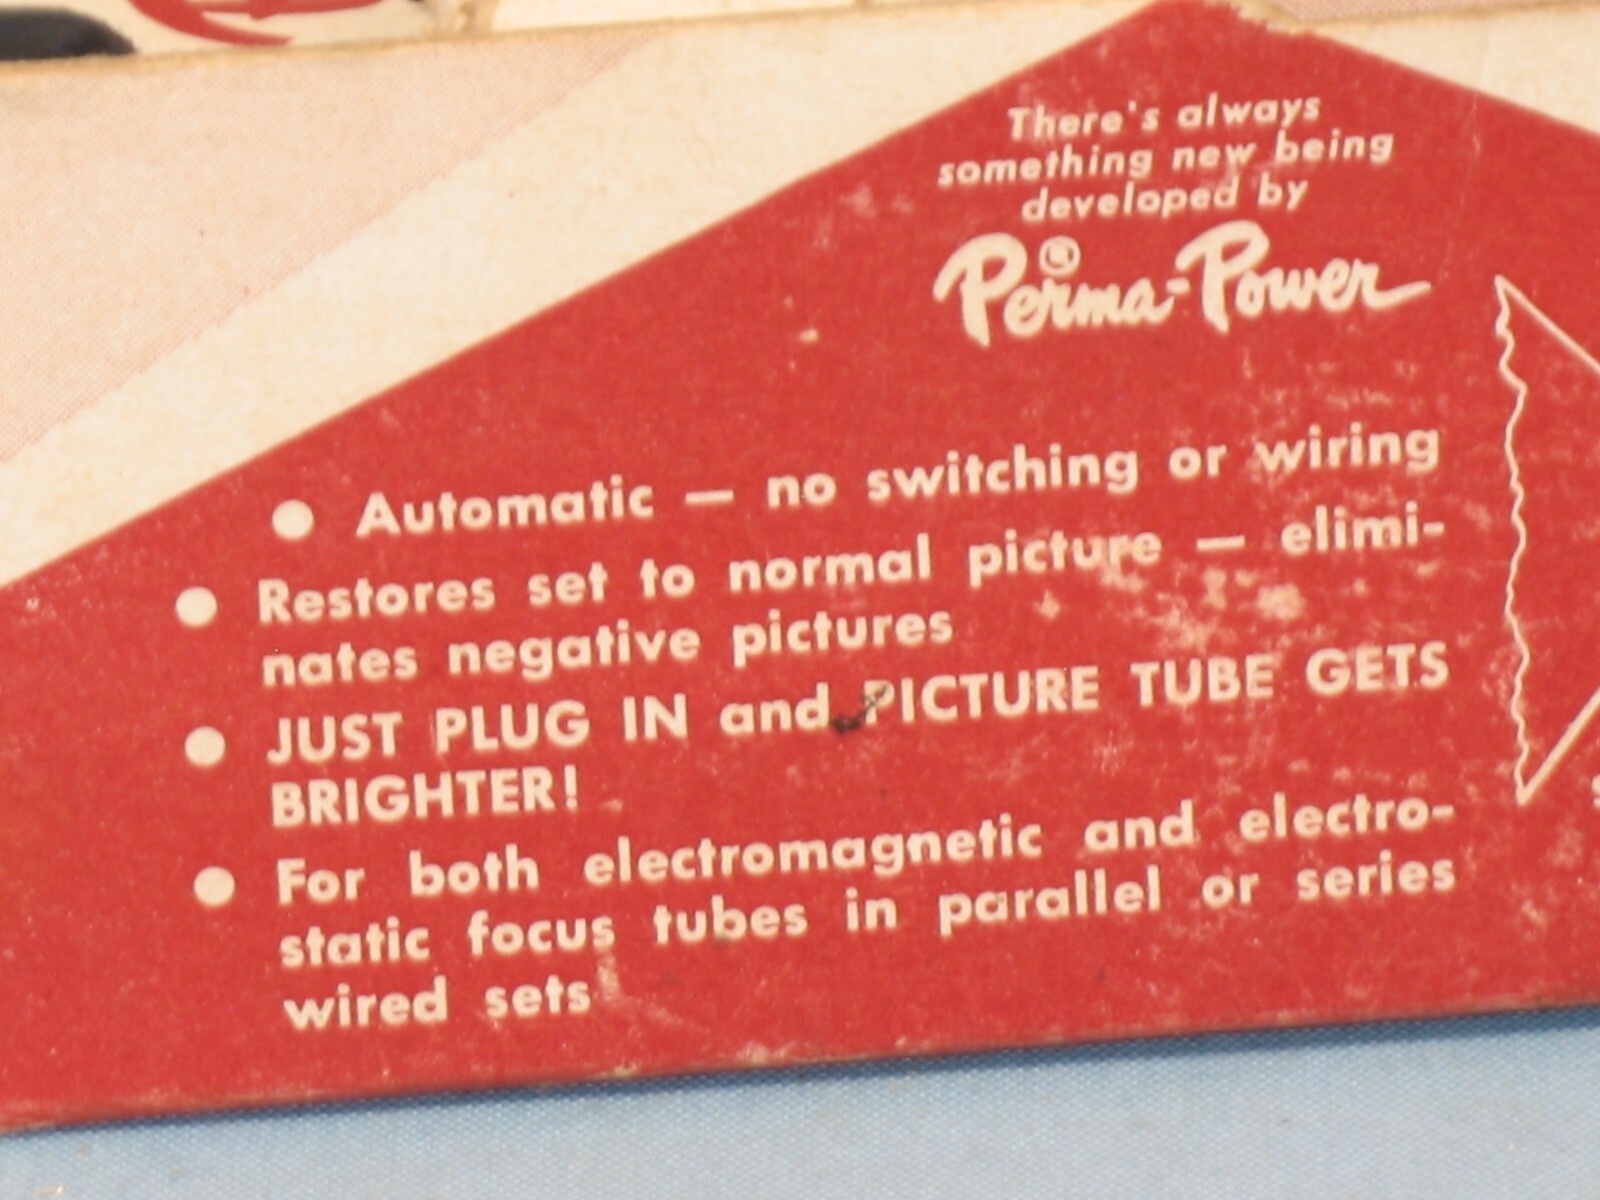 There's always
something new being
developed by
Perma-Power
● Automatic — no switching or wiring
● Restores set to normal picture — elimi-
nates negative pictures
● JUST PLUG IN and PICTURE TUBE GETS
BRIGHTER!
● For both electromagnetic and electro-
static focus tubes in parallel or series
wired sets